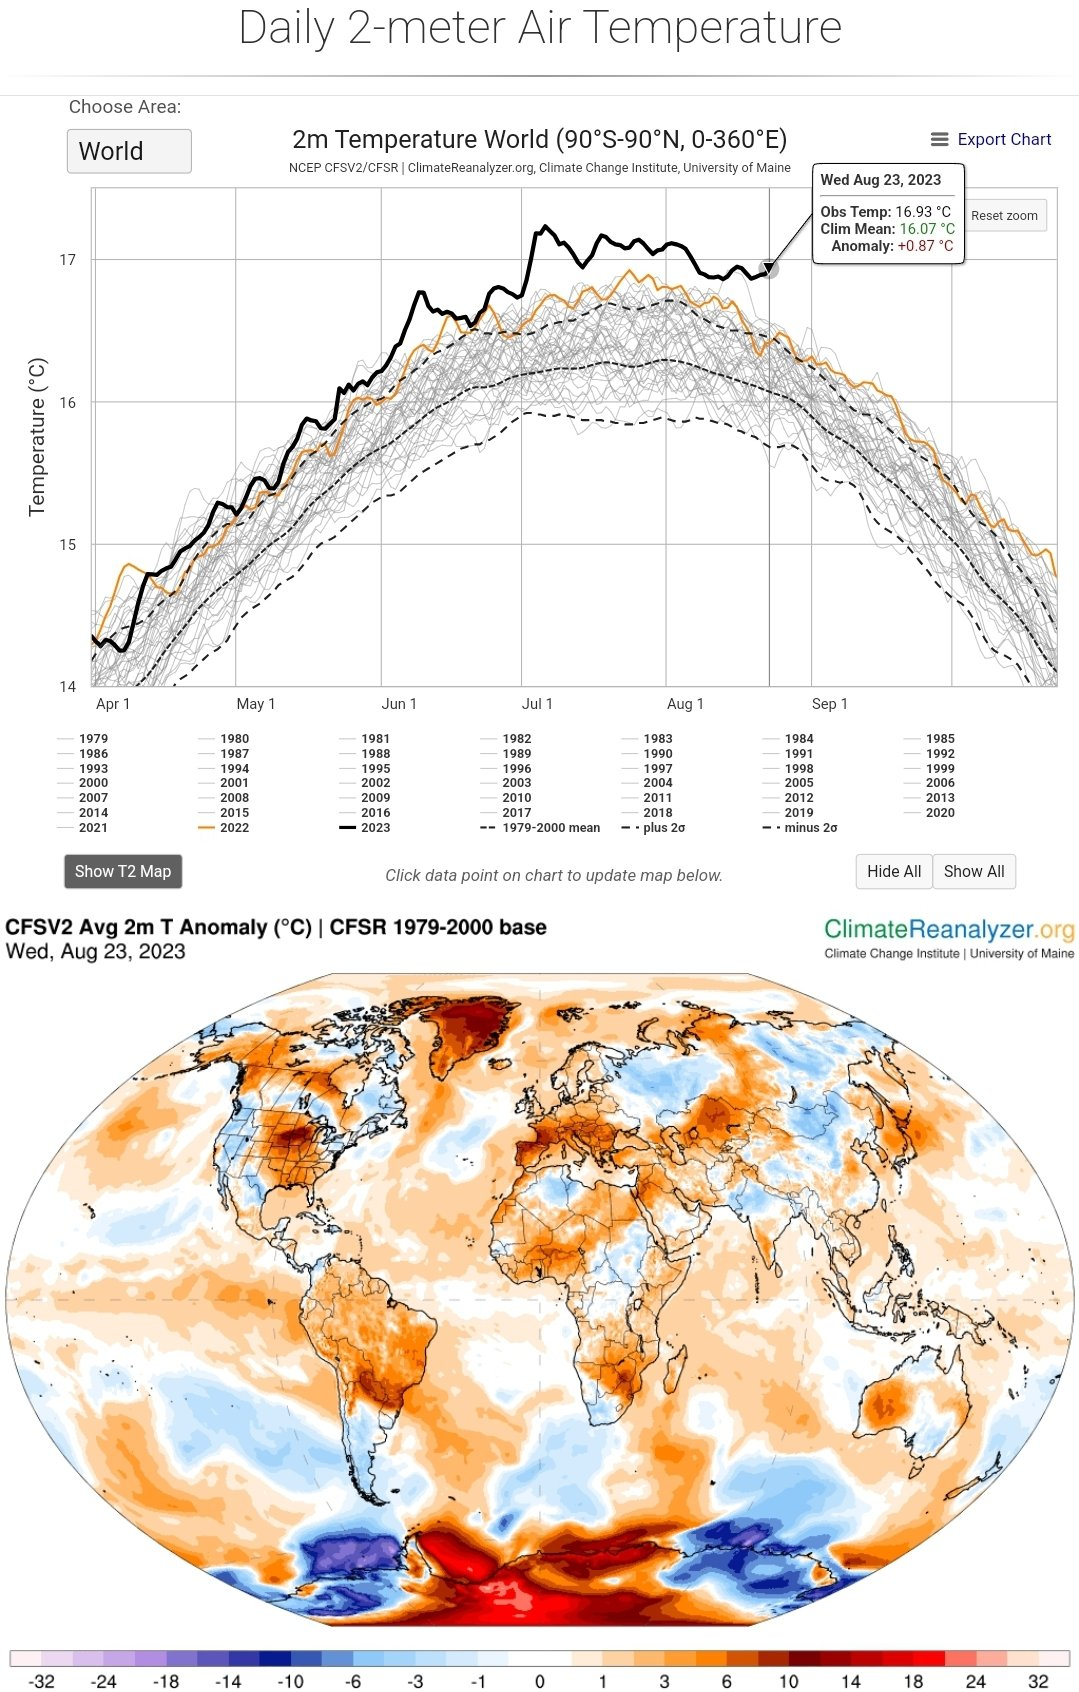 Daily 2-meter Air Temperature
Choose Area:
World
2m Temperature World (90°S-90°N, 0-360°E)
Export Chart
NCEP CFSV2/CFSR | ClimateReanalyzer.org, Climate Change Institute, University of Maine
Wed Aug 23, 2023
Obs Temp: 16.93 °C
Clim Mean: 16.07 °C
Anomaly: +0.87 °C
Reset zoom
Temperature (°C)
17
16
15
14
Apr 1 May 1 Jun 1 Jul 1 Aug 1 Sep 1
1979 1980 1981 1982 1983 1984 1985
1986 1987 1988 1989 1990 1991 1992
1993 1994 1995 1996 1997 1998 1999
2000 2001 2002 2003 2004 2005 2006
2007 2008 2009 2010 2011 2012 2013
2014 2015 2016 2017 2018 2019 2020
2021 2022 2023 1979-2000 mean plus 2σ minus 2σ
Show T2 Map
Click data point on chart to update map below.
Hide All Show All
CFSV2 Avg 2m T Anomaly (°C) | CFSR 1979-2000 base
Wed, Aug 23, 2023
ClimateReanalyzer.org
Climate Change Institute | University of Maine
-32 -24 -18 -14 -10 -6 -3 -1 0 1 3 6 10 14 18 24 32